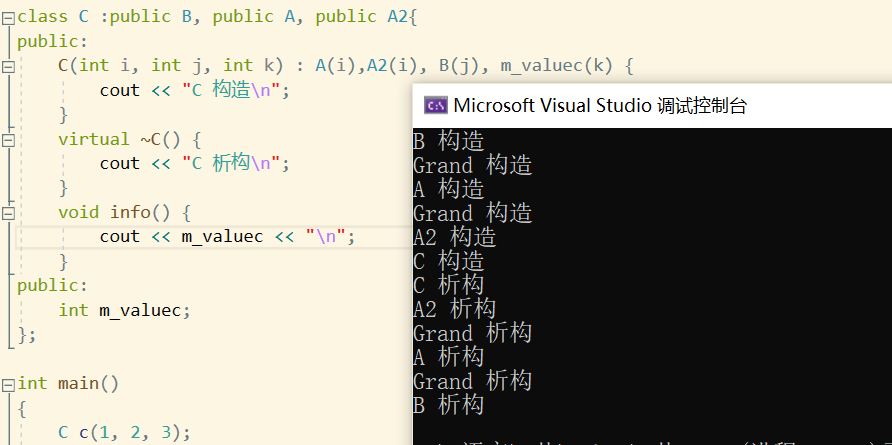 class C :public B, public A, public A2{
public:
    C(int i, int j, int k) : A(i),A2(i), B(j), m_valuec(k) {
        cout << "C 构造\n";
    }
    virtual ~C() {
        cout << "C 析构\n";
    }
    void info() {
        cout << m_valuec << "\n";
    }
public:
    int m_valuec;
};
int main()
{
    C c(1, 2, 3);
Microsoft Visual Studio 调试控制台
B 构造
Grand 构造
A 构造
Grand 构造
A2 构造
C 构造
C 析构
A2 析构
Grand 析构
A 析构
Grand 析构
B 析构